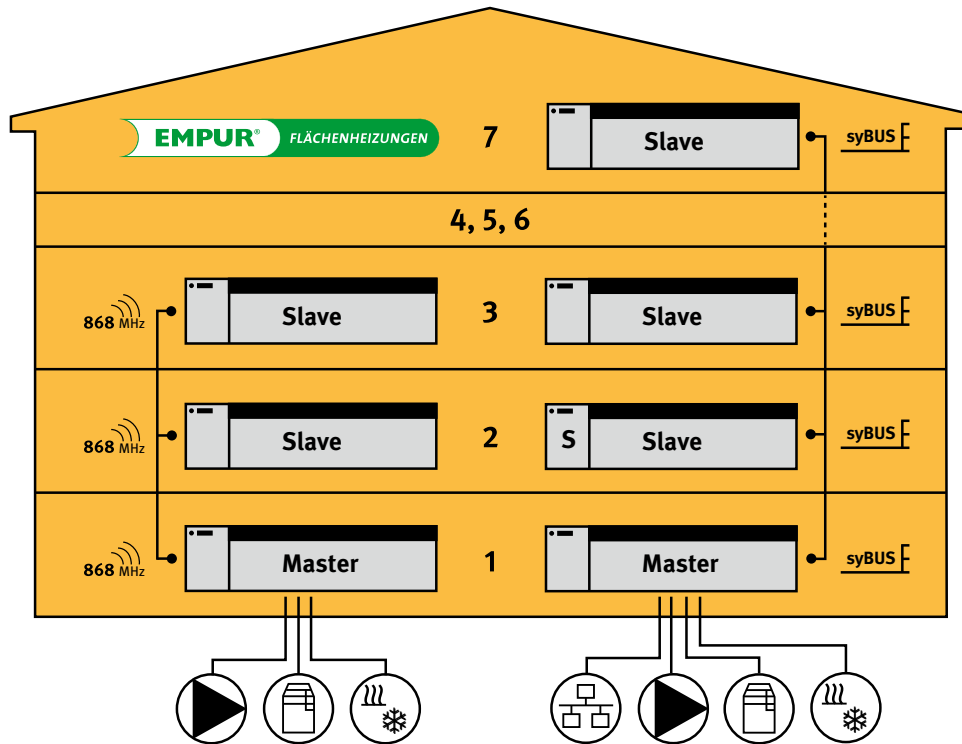 EMPUR® FLÄCHENHEIZUNGEN 7 Slave syBUS
4, 5, 6
868 MHz Slave 3 Slave syBUS
868 MHz Slave 2 S Slave syBUS
868 MHz Master 1 Master syBUS